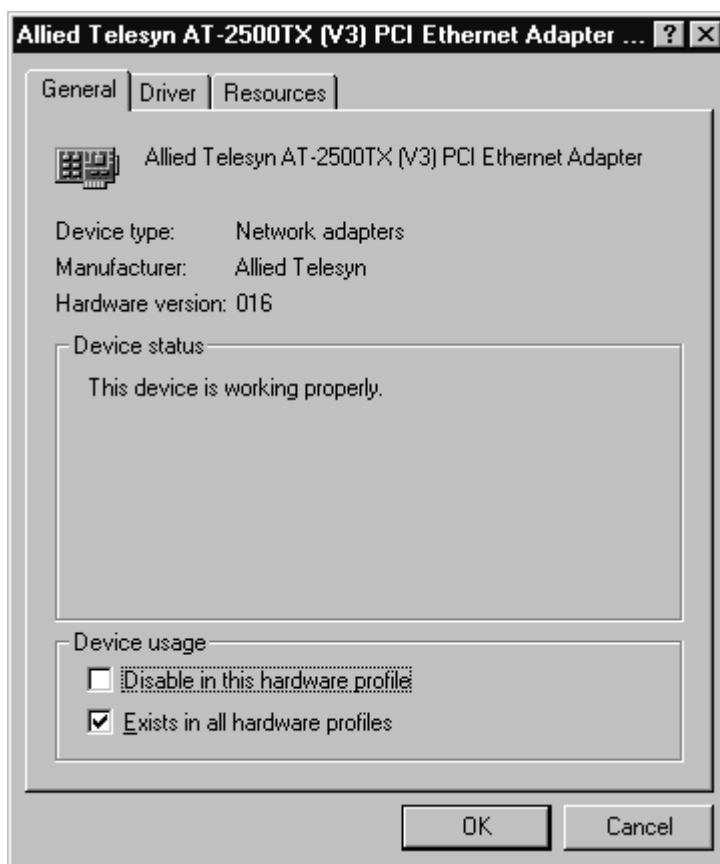 Allied Telesyn AT-2500TX (V3) PCI Ethernet Adapter ... ? X
General Driver Resources
Allied Telesyn AT-2500TX (V3) PCI Ethernet Adapter
Device type: Network adapters
Manufacturer: Allied Telesyn
Hardware version: 016
Device status
This device is working properly.
Device usage
Disable in this hardware profile
Exists in all hardware profiles
OK Cancel